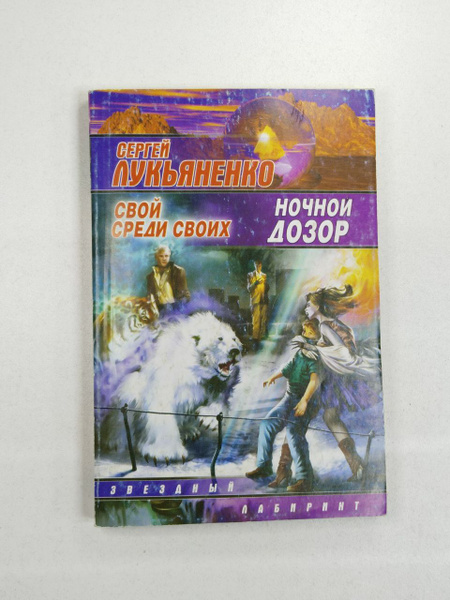 СЕРГЕЙ
ЛУКЬЯНЕНКО
СВОЙ
СРЕДИ СВОИХ
НОЧНОЙ
ДОЗОР
ЗВЕЗДНЫЙ
ЛАБИРИНТ